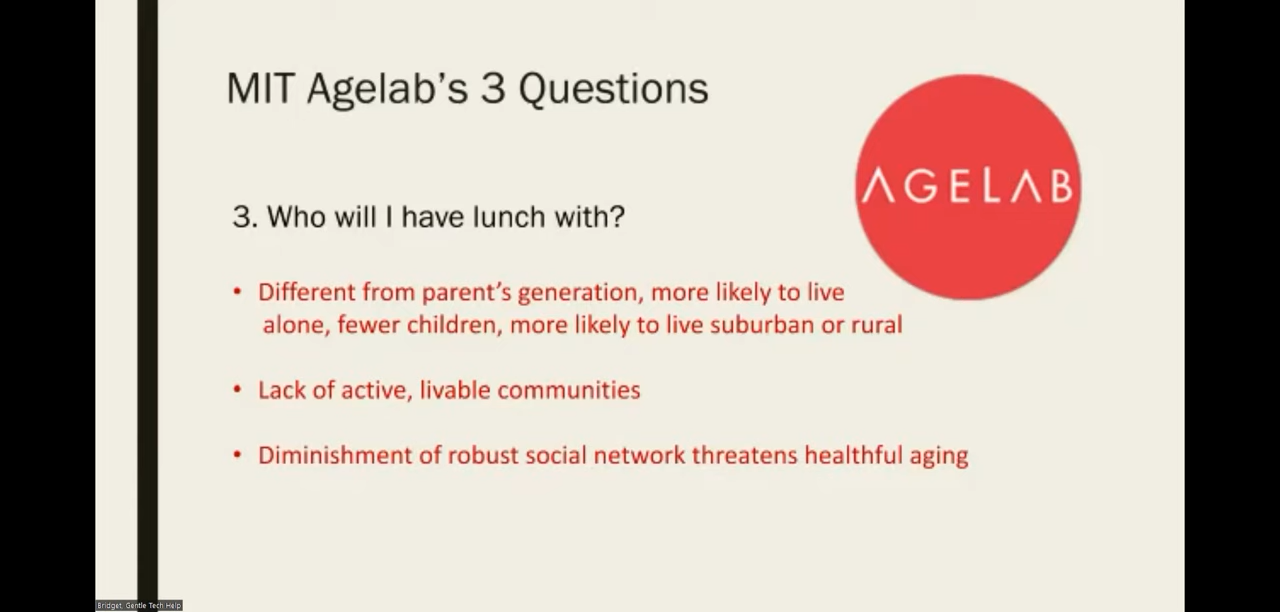 MIT Agelab's 3 Questions
AGELAB
3. Who will I have lunch with?
• Different from parent's generation, more likely to live
alone, fewer children, more likely to live suburban or rural
• Lack of active, livable communities
• Diminishment of robust social network threatens healthful aging
Bridget, Gentle Tech Help